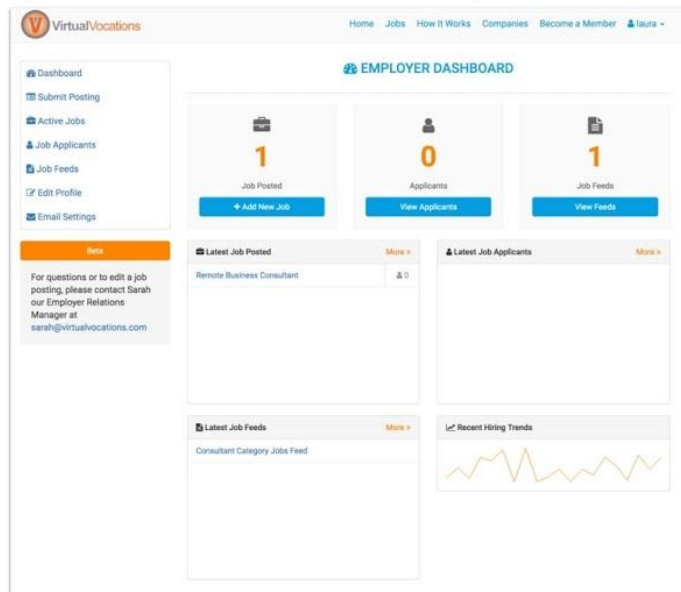 V VirtualVocations
Home Jobs How It Works Companies Become a Member laura
Dashboard
Submit Posting
Active Jobs
Job Applicants
Job Feeds
Edit Profile
Email Settings
Beta
For questions or to edit a job
posting, please contact Sarah
our Employer Relations
Manager at
sarah@virtualvocations.com
EMPLOYER DASHBOARD
1
Job Posted
+ Add New Job
0
Applicants
View Applicants
1
Job Feeds
View Feeds
Latest Job Posted More »
Remote Business Consultant 0
Latest Job Applicants More »
Latest Job Feeds More »
Consultant Category Jobs Feed
Recent Hiring Trends